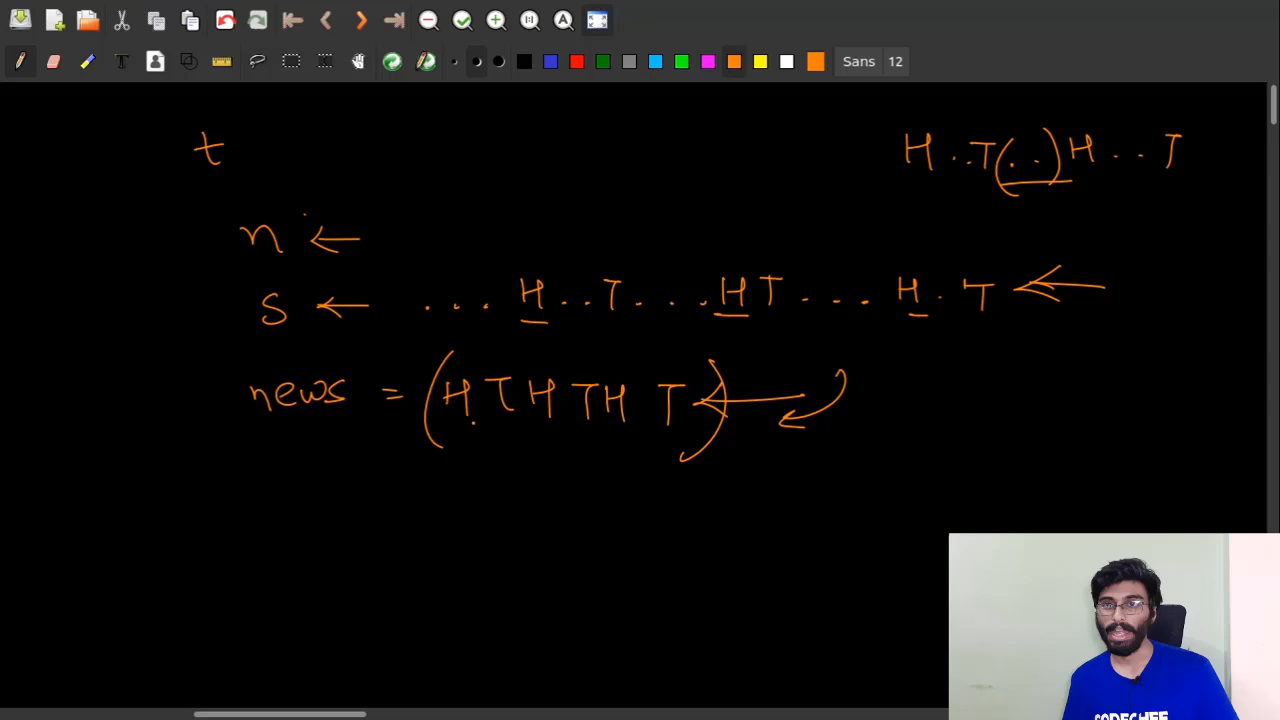 Sans 12
t
H . . T ( . . ) H . . T
n ←
s ← . . . H . . T . . . . H T . . . H . T ←
news = ( H T H T H T )
CODECHEF